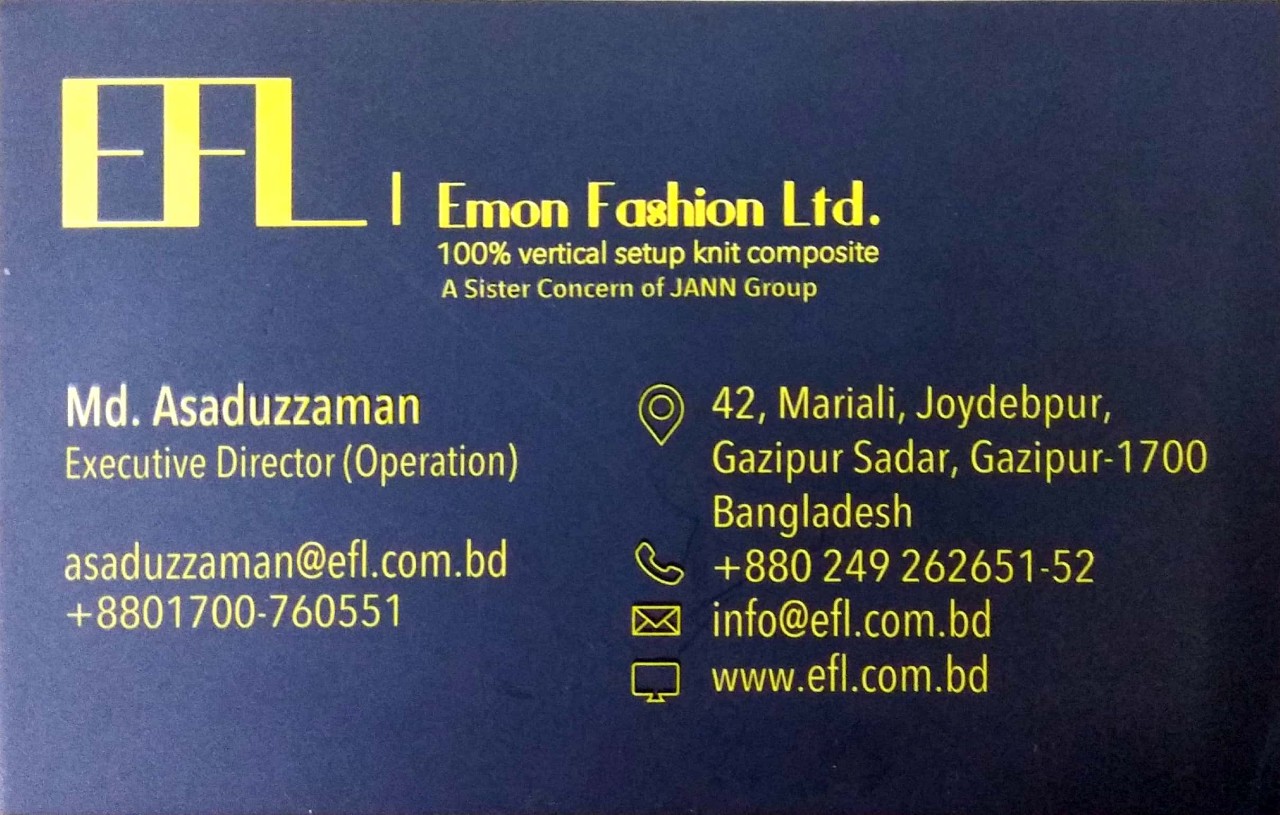 EFL | Emon Fashion Ltd.
100% vertical setup knit composite
A Sister Concern of JANN Group
Md. Asaduzzaman
Executive Director (Operation)
asaduzzaman@efl.com.bd
+8801700-760551
42, Mariali, Joydebpur,
Gazipur Sadar, Gazipur-1700
Bangladesh
+880 249 262651-52
info@efl.com.bd
www.efl.com.bd